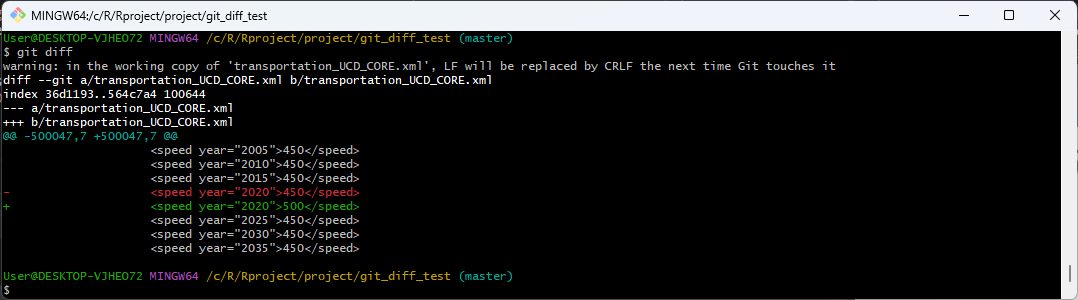 MINGW64:/c/R/Rproject/project/git_diff_test
User@DESKTOP-VJHEO72 MINGW64 /c/R/Rproject/project/git_diff_test (master)
$ git diff
warning: in the working copy of 'transportation_UCD_CORE.xml', LF will be replaced by CRLF the next time Git touches it
diff --git a/transportation_UCD_CORE.xml b/transportation_UCD_CORE.xml
index 36d1193..564c7a4 100644
--- a/transportation_UCD_CORE.xml
+++ b/transportation_UCD_CORE.xml
@@ -500047,7 +500047,7 @@
                     <speed year="2005">450</speed>
                     <speed year="2010">450</speed>
                     <speed year="2015">450</speed>
-                    <speed year="2020">450</speed>
+                    <speed year="2020">500</speed>
                     <speed year="2025">450</speed>
                     <speed year="2030">450</speed>
                     <speed year="2035">450</speed>
User@DESKTOP-VJHEO72 MINGW64 /c/R/Rproject/project/git_diff_test (master)
$